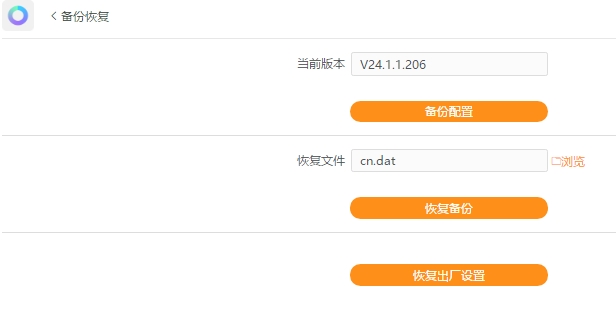 备份恢复
当前版本 V24.1.1.206
备份配置
恢复文件 cn.dat 浏览
恢复备份
恢复出厂设置